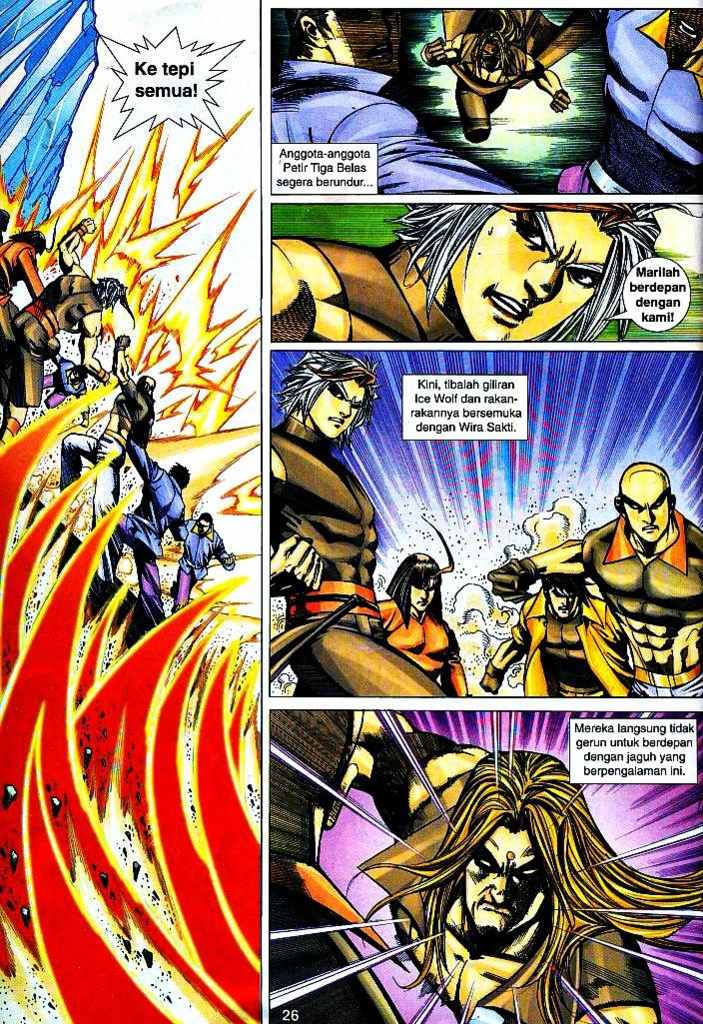 Ke tepi
semua!
Anggota-anggota
Petir Tiga Belas
segera berundur...
Marilah
berdepan
dengan
kami!
Kini, tibalah giliran
Ice Wolf dan rakan-
rakannya bersemuka
dengan Wira Sakti.
Mereka langsung tidak
gerun untuk berdepan
dengan jaguh yang
berpengalaman ini.
26